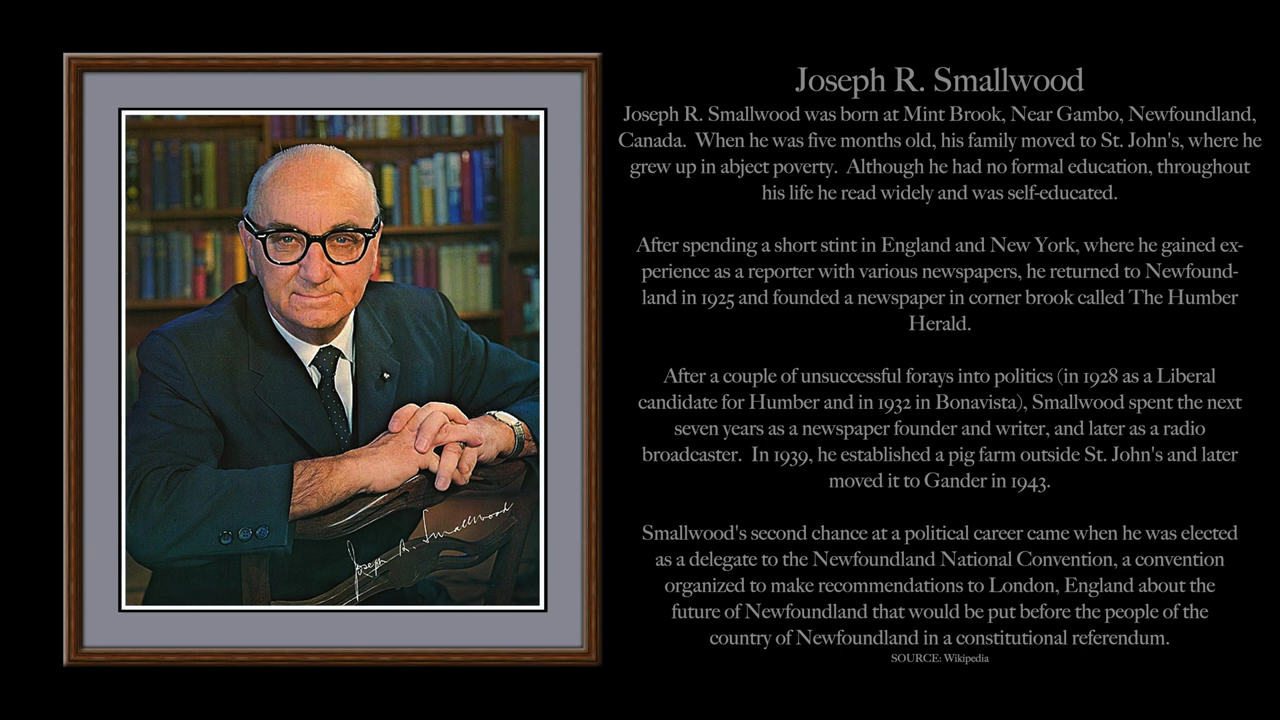 Joseph R. Smallwood
Joseph R. Smallwood was born at Mint Brook, Near Gambo, Newfoundland,
Canada.  When he was five months old, his family moved to St. John's, where he
grew up in abject poverty.  Although he had no formal education, throughout
his life he read widely and was self-educated.
After spending a short stint in England and New York, where he gained ex-
perience as a reporter with various newspapers, he returned to Newfound-
land in 1925 and founded a newspaper in corner brook called The Humber
Herald.
After a couple of unsuccessful forays into politics (in 1928 as a Liberal
candidate for Humber and in 1932 in Bonavista), Smallwood spent the next
seven years as a newspaper founder and writer, and later as a radio
broadcaster.  In 1939, he established a pig farm outside St. John's and later
moved it to Gander in 1943.
Smallwood's second chance at a political career came when he was elected
as a delegate to the Newfoundland National Convention, a convention
organized to make recommendations to London, England about the
future of Newfoundland that would be put before the people of the
country of Newfoundland in a constitutional referendum.
SOURCE: Wikipedia
Joseph R. Smallwood